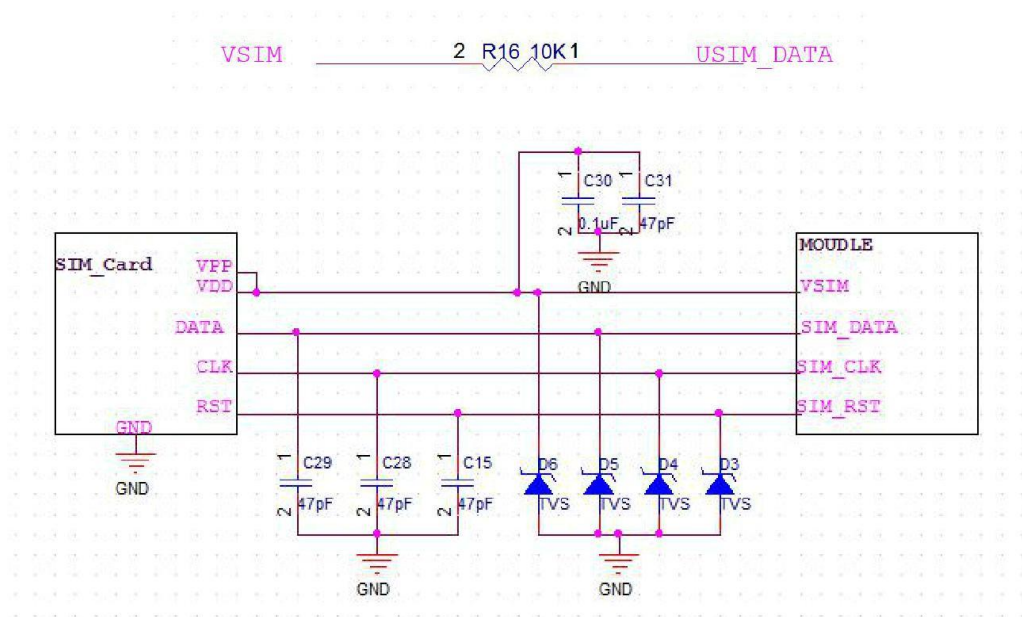 VSIM 2 R16 10K 1 USIM_DATA
1 C30 1 C31
2 0.1uF 2 47pF
GND
SIM_Card
VPP
VDD
DATA
CLK
RST
GND
GND
MOUDLE
VSIM
SIM_DATA
SIM_CLK
SIM_RST
1 C29 1 C28 1 C15 D6 D5 D4 D3
2 47pF 2 47pF 2 47pF TVS TVS TVS TVS
GND GND